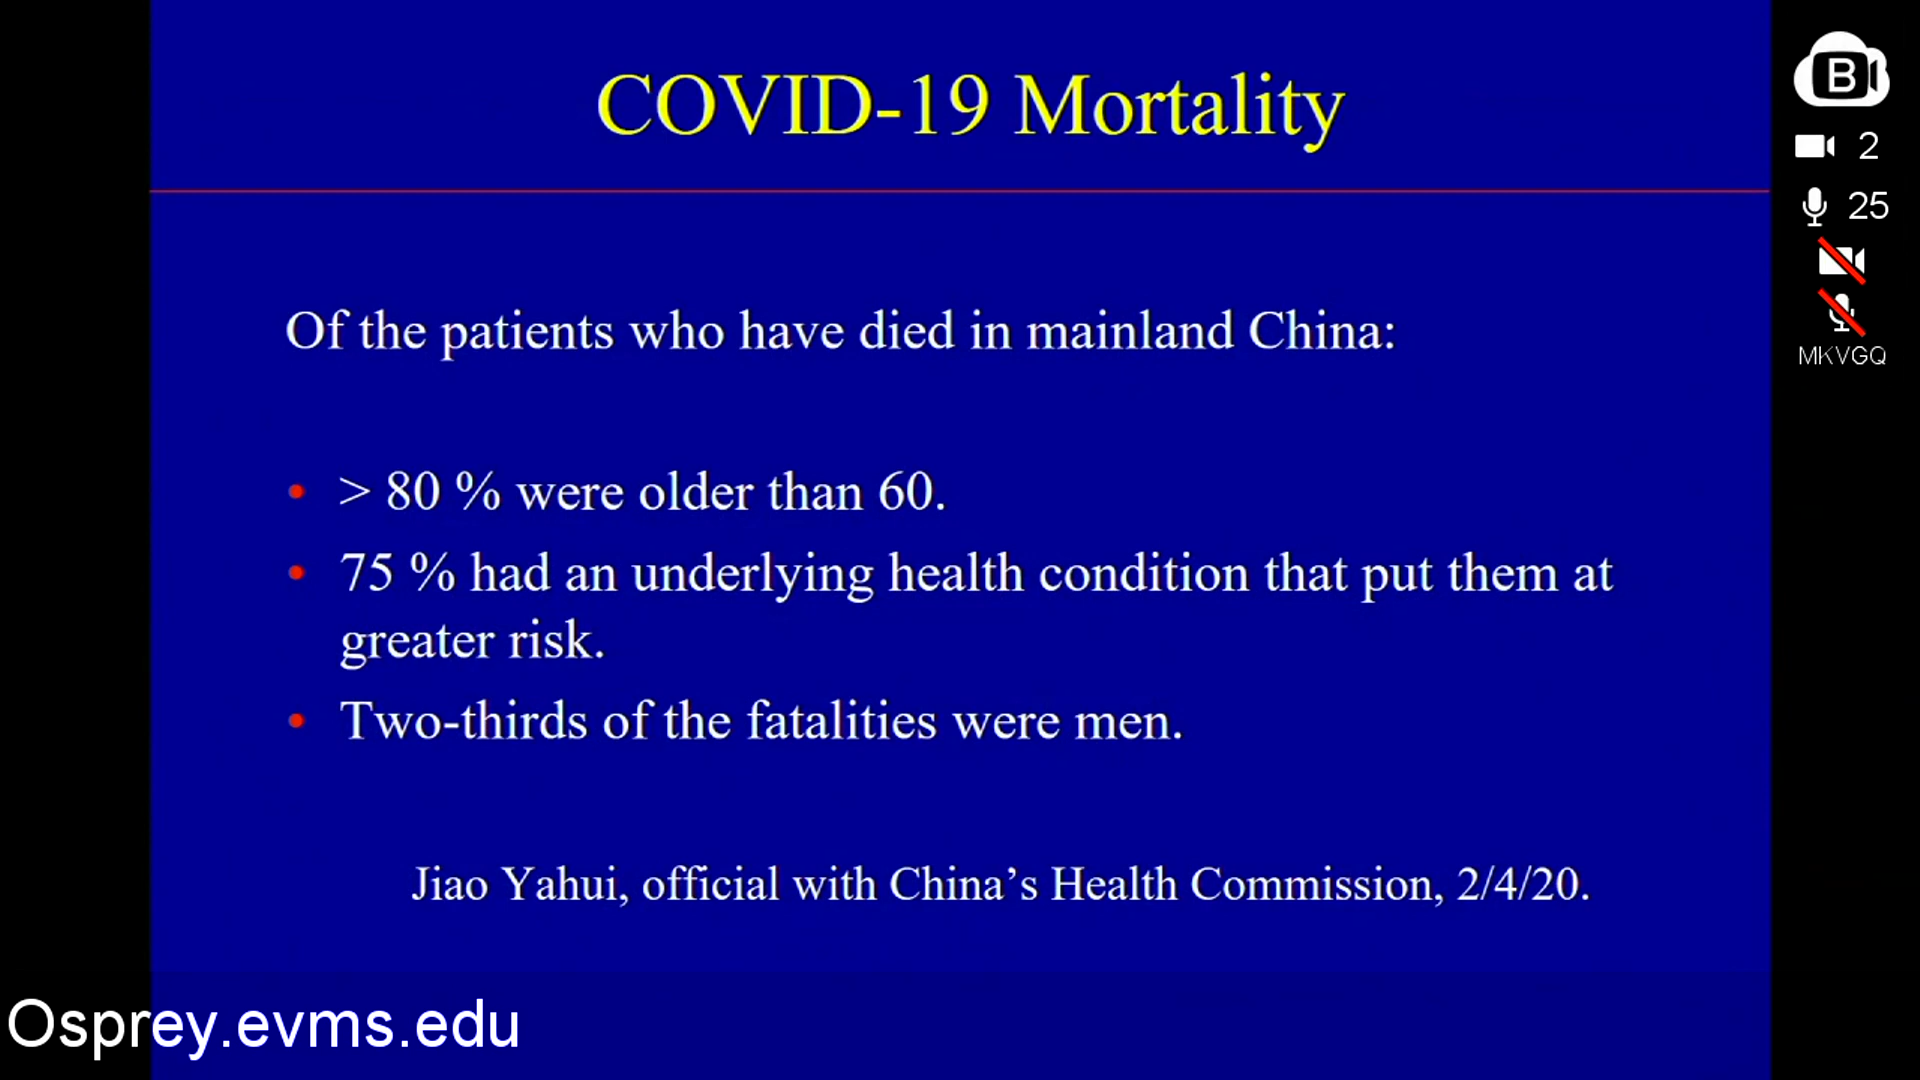 COVID-19 Mortality
Of the patients who have died in mainland China:
• > 80 % were older than 60.
• 75 % had an underlying health condition that put them at
greater risk.
• Two-thirds of the fatalities were men.
Jiao Yahui, official with China’s Health Commission, 2/4/20.
Osprey.evms.edu
B
2
25
MKVGQ